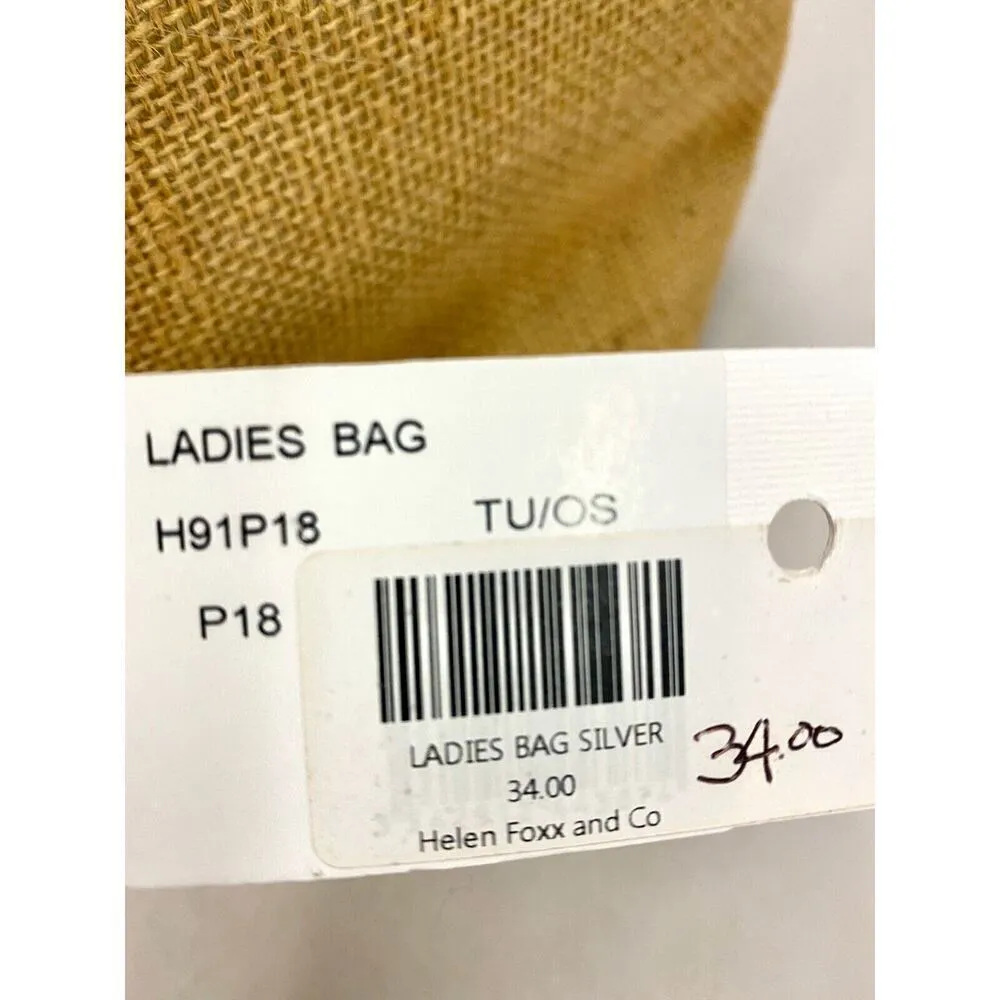 LADIES BAG
H91P18 TU/OS
P18
LADIES BAG SILVER
34.00
34.00
Helen Foxx and Co